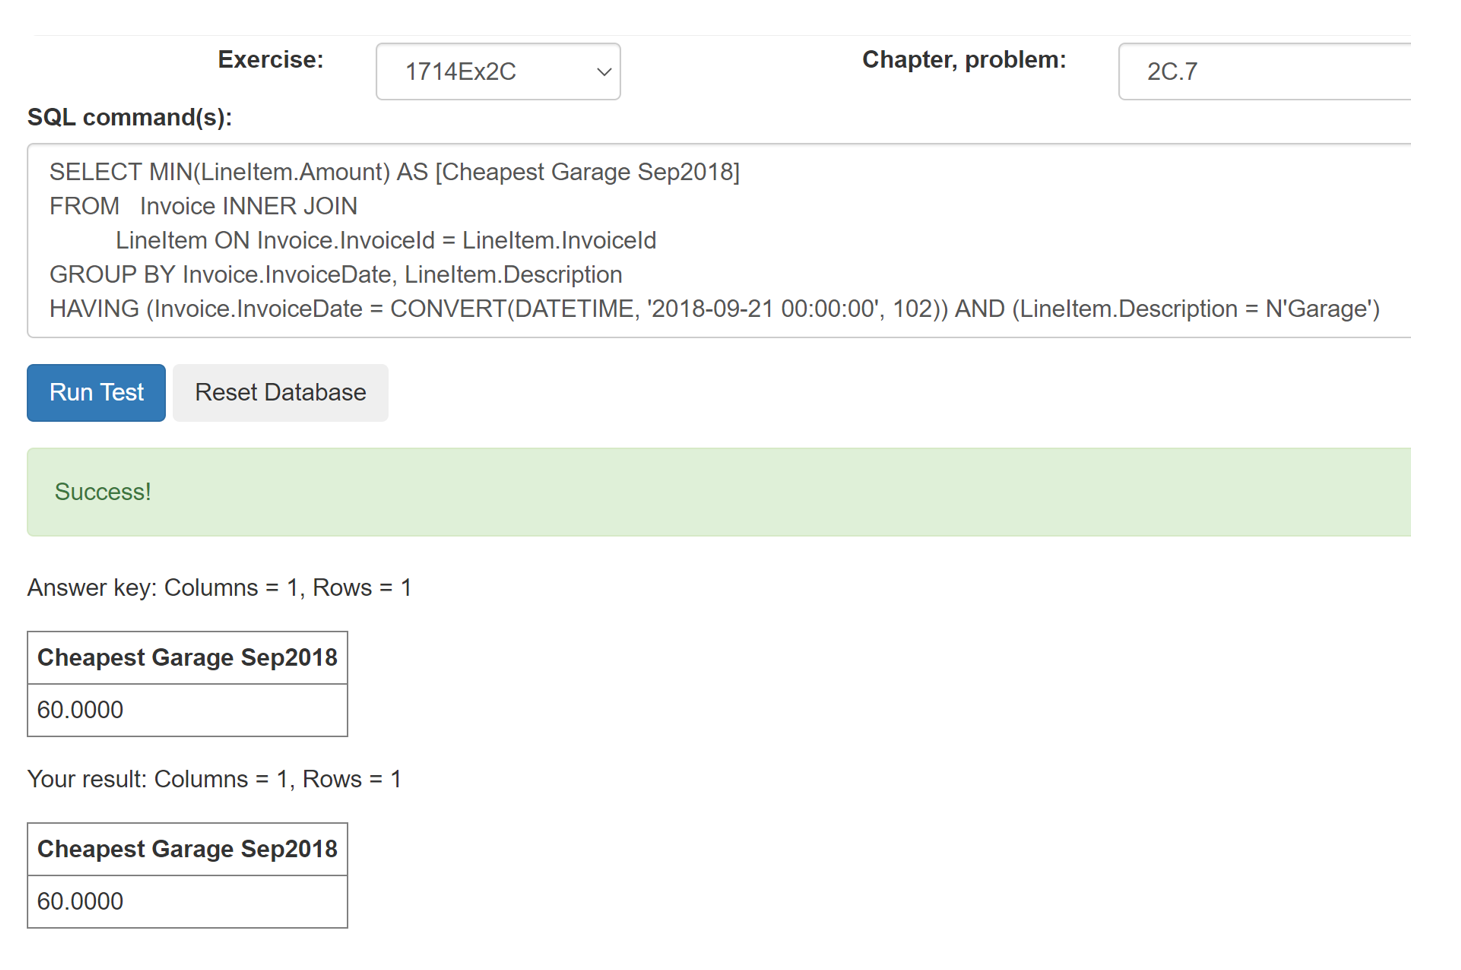 Exercise: 1714Ex2C Chapter, problem: 2C.7
SQL command(s):
SELECT MIN(LineItem.Amount) AS [Cheapest Garage Sep2018]
FROM Invoice INNER JOIN
LineItem ON Invoice.InvoiceId = LineItem.InvoiceId
GROUP BY Invoice.InvoiceDate, LineItem.Description
HAVING (Invoice.InvoiceDate = CONVERT(DATETIME, '2018-09-21 00:00:00', 102)) AND (LineItem.Description = N'Garage')
Run Test Reset Database
Success!
Answer key: Columns = 1, Rows = 1
Cheapest Garage Sep2018
60.0000
Your result: Columns = 1, Rows = 1
Cheapest Garage Sep2018
60.0000